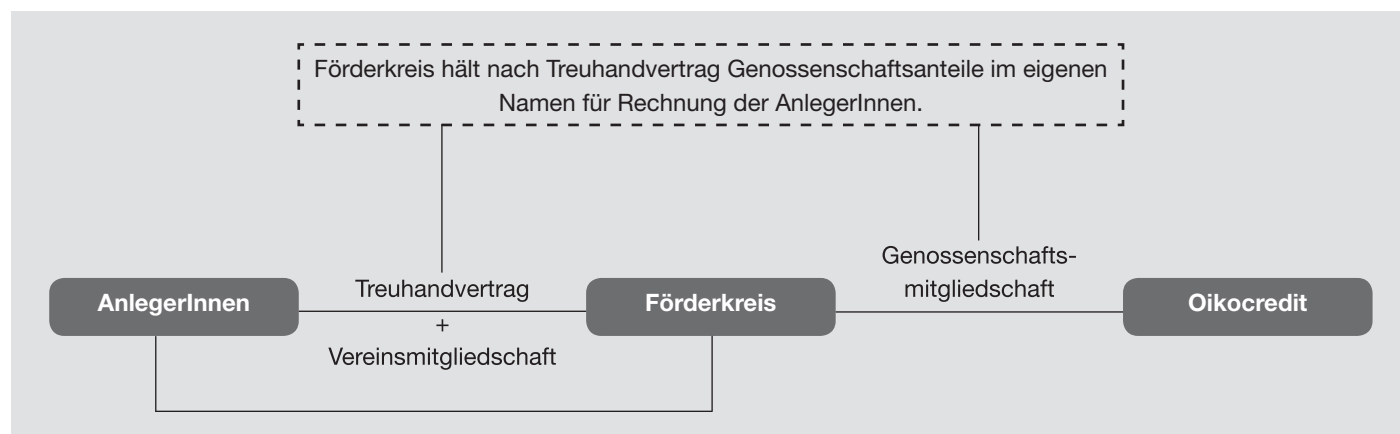 Förderkreis hält nach Treuhandvertrag Genossenschaftsanteile im eigenen
Namen für Rechnung der AnlegerInnen.
Genossenschafts-
mitgliedschaft
AnlegerInnen
Treuhandvertrag
+
Vereinsmitgliedschaft
Förderkreis
Oikocredit